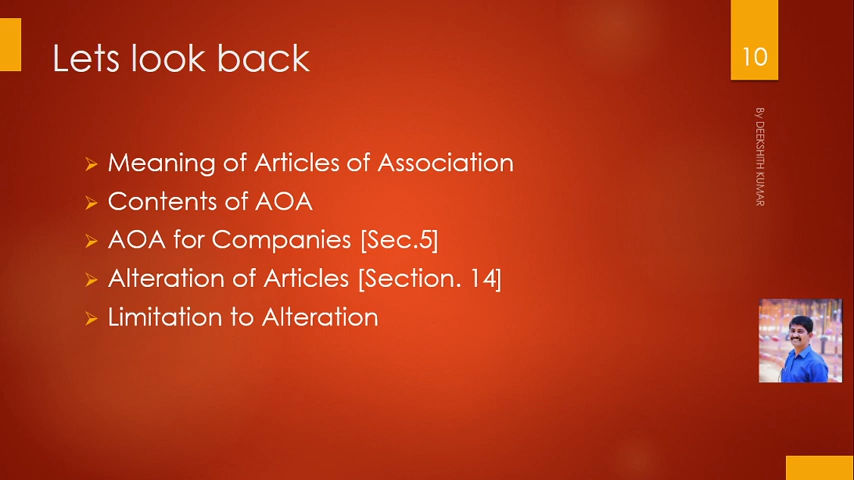 Lets look back
10
By DEEKSHITH KUMAR
➢ Meaning of Articles of Association
➢ Contents of AOA
➢ AOA for Companies [Sec.5]
➢ Alteration of Articles [Section. 14]
➢ Limitation to Alteration